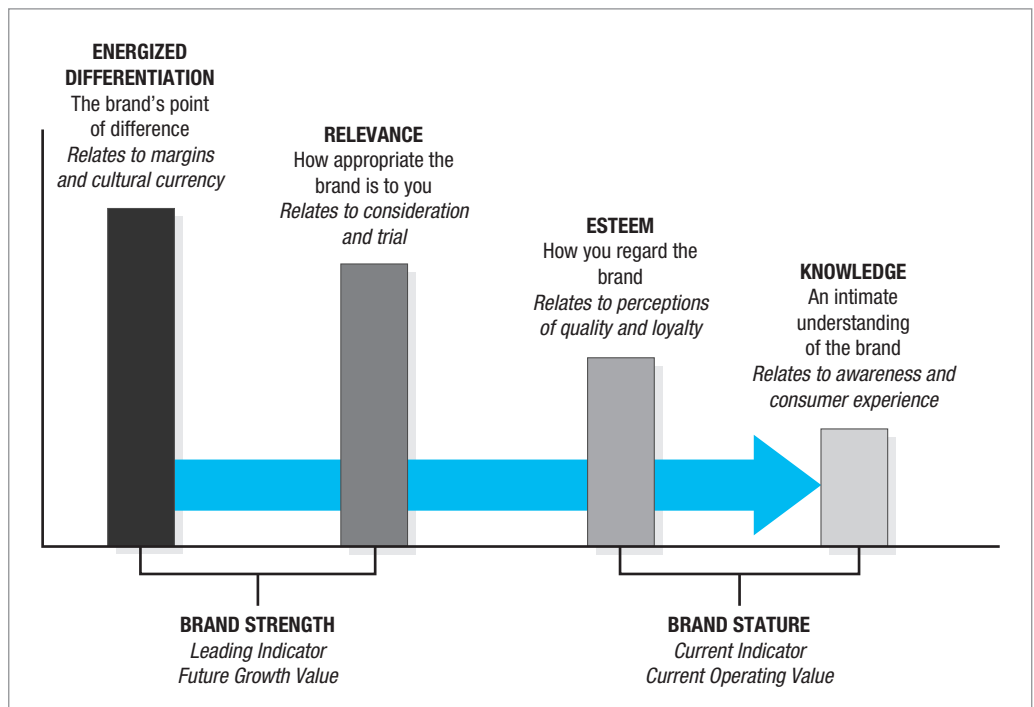 ENERGIZED
DIFFERENTIATION
The brand's point
of difference
Relates to margins
and cultural currency
RELEVANCE
How appropriate the
brand is to you
Relates to consideration
and trial
ESTEEM
How you regard the
brand
Relates to perceptions
of quality and loyalty
KNOWLEDGE
An intimate
understanding
of the brand
Relates to awareness and
consumer experience
BRAND STRENGTH
Leading Indicator
Future Growth Value
BRAND STATURE
Current Indicator
Current Operating Value